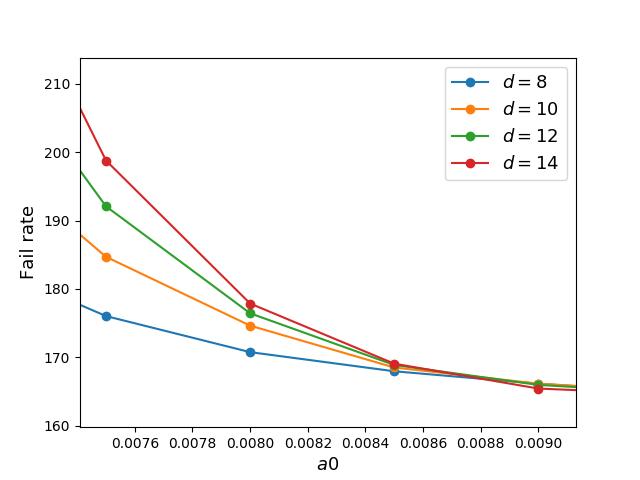 210
200
190
180
170
160
Fail rate
0.0076 0.0078 0.0080 0.0082 0.0084 0.0086 0.0088 0.0090
a0
d = 8
d = 10
d = 12
d = 14